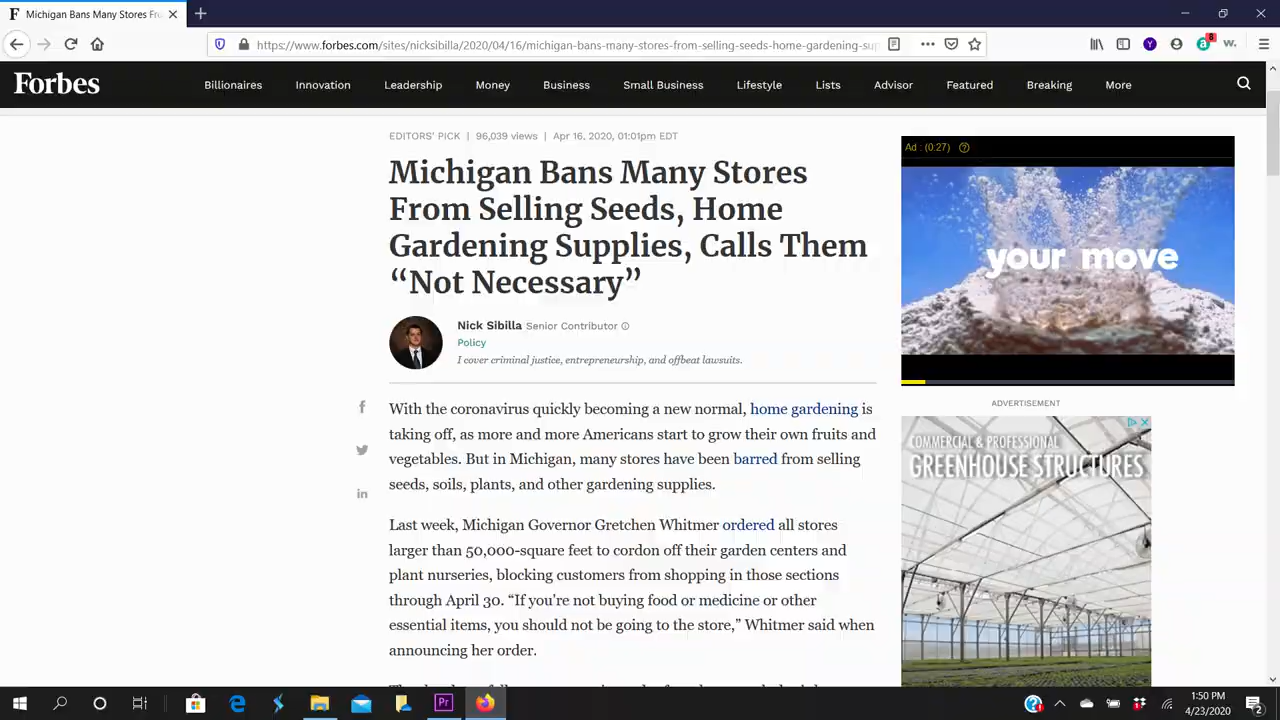 Michigan Bans Many Stores Fro
https://www.forbes.com/sites/nicksibilla/2020/04/16/michigan-bans-many-stores-from-selling-seeds-home-gardening-su
8
Forbes
Billionaires Innovation Leadership Money Business Small Business Lifestyle Lists Advisor Featured Breaking More
EDITORS' PICK | 96,039 views | Apr 16, 2020, 01:01pm EDT
Michigan Bans Many Stores
From Selling Seeds, Home
Gardening Supplies, Calls Them
“Not Necessary”
Nick Sibilla Senior Contributor
Policy
I cover criminal justice, entrepreneurship, and offbeat lawsuits.
With the coronavirus quickly becoming a new normal, home gardening is
taking off, as more and more Americans start to grow their own fruits and
vegetables. But in Michigan, many stores have been barred from selling
seeds, soils, plants, and other gardening supplies.
Last week, Michigan Governor Gretchen Whitmer ordered all stores
larger than 50,000-square feet to cordon off their garden centers and
plant nurseries, blocking customers from shopping in those sections
through April 30. “If you're not buying food or medicine or other
essential items, you should not be going to the store,” Whitmer said when
announcing her order.
Ad : (0:27)
your move
ADVERTISEMENT
COMMERCIAL & PROFESSIONAL
GREENHOUSE STRUCTURES
1:50 PM
4/23/2020
2